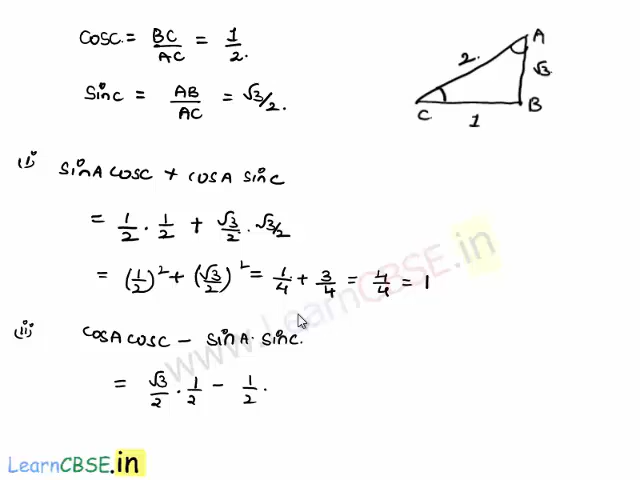 cosC = BC/AC = 1/2.
sinC = AB/AC = √3/2.
A
2.
√3
C
B
1
(i) sinA cosC + cosA sinC
= 1/2 · 1/2 + √3/2 · √3/2
= (1/2)² + (√3/2)² = 1/4 + 3/4 = 4/4 = 1
(ii) cosA cosC – sinA · sinC.
= √3/2 · 1/2 – 1/2 .
www.LearnCBSE.in
LearnCBSE.in